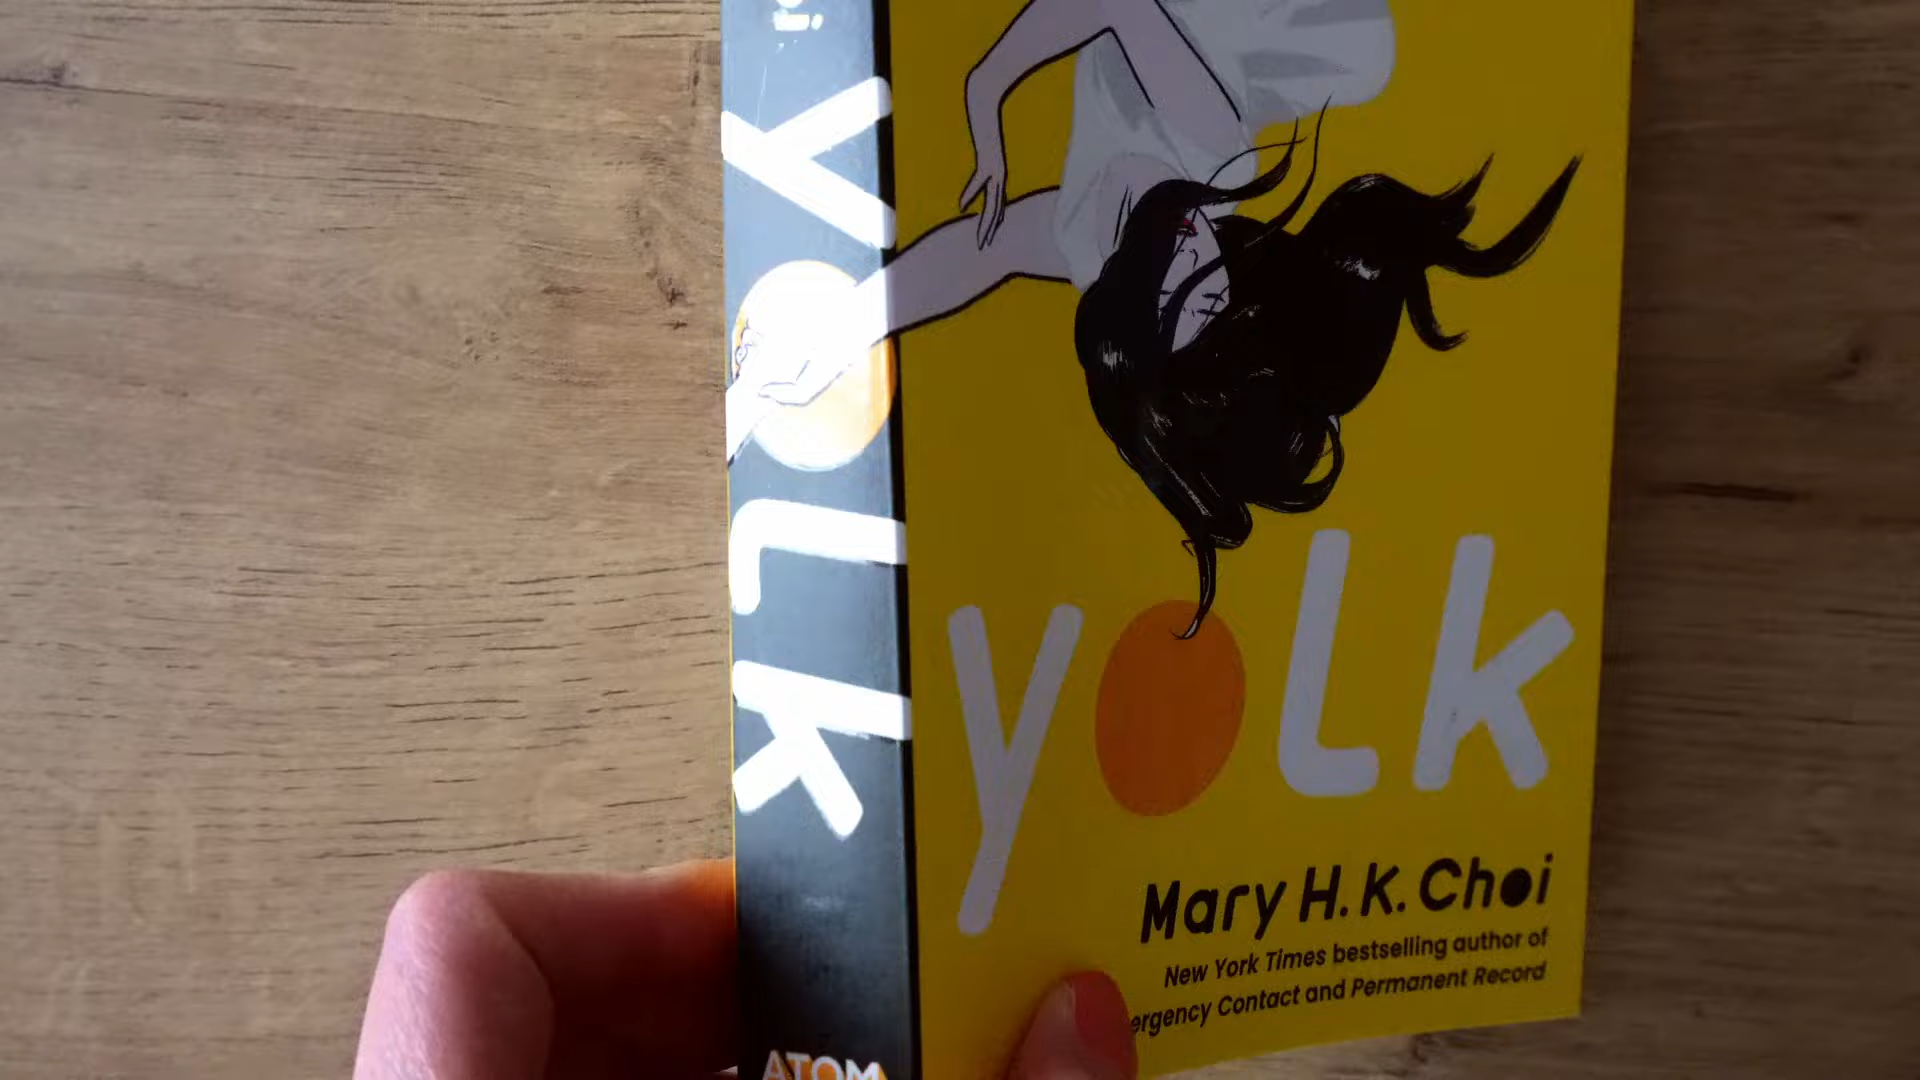 yolk
yolk
Mary H.K. Choi
New York Times bestselling author of
ergency Contact and Permanent Record
ATOM